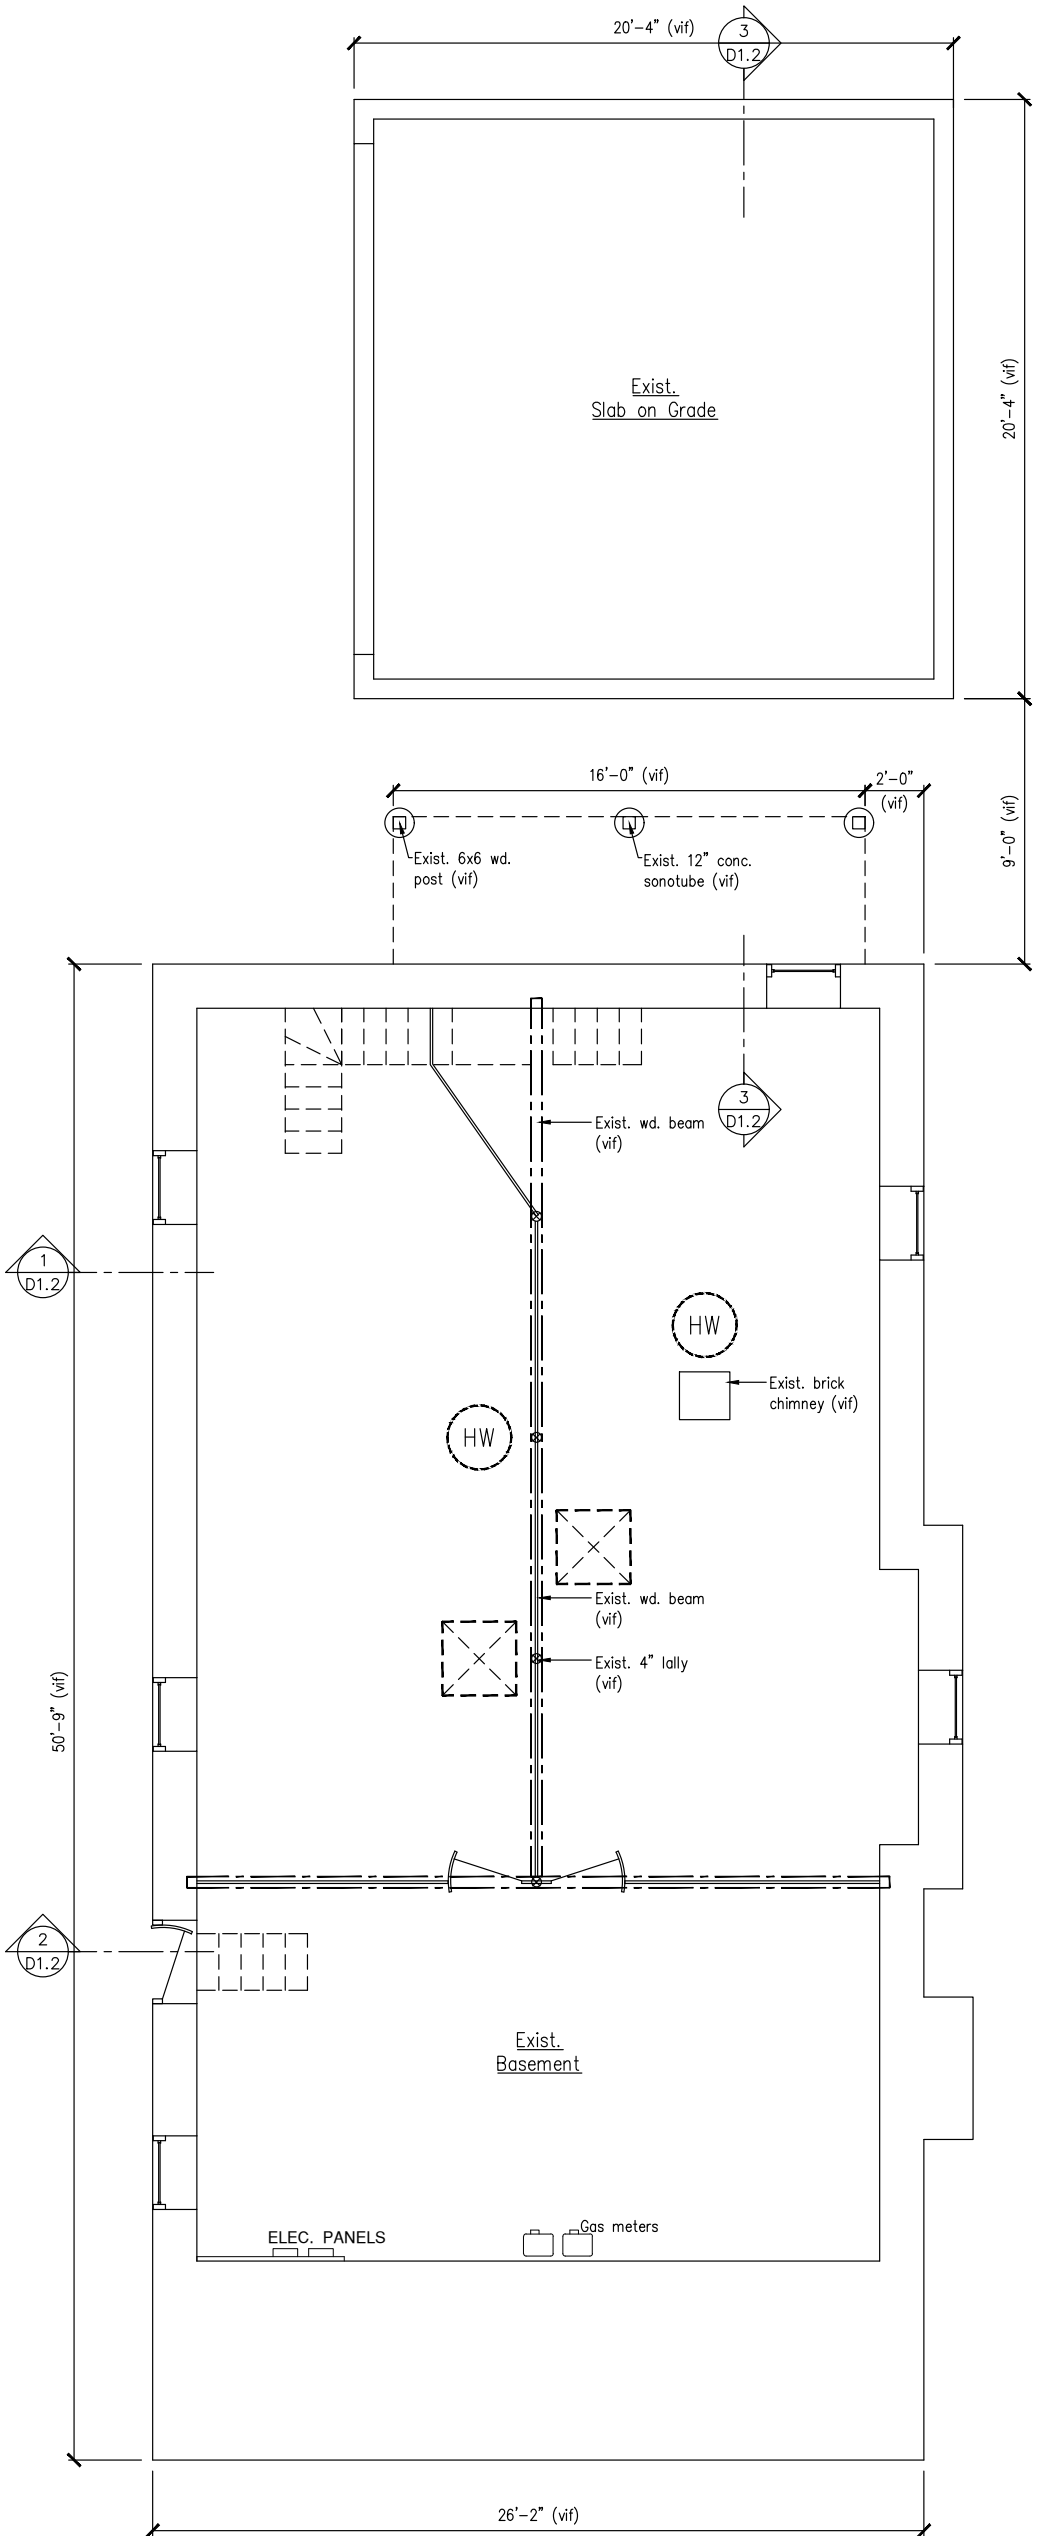 20'-4" (vif)
3
D1.2
Exist.
Slab on Grade
20'-4" (vif)
16'-0" (vif)
2'-0"
(vif)
9'-0" (vif)
Exist. 6x6 wd.
post (vif)
Exist. 12" conc.
sonotube (vif)
Exist. wd. beam
(vif)
3
D1.2
1
D1.2
HW
Exist. brick
chimney (vif)
HW
Exist. wd. beam
(vif)
Exist. 4" lally
(vif)
50'-9" (vif)
2
D1.2
Exist.
Basement
ELEC. PANELS
Gas meters
26'-2" (vif)